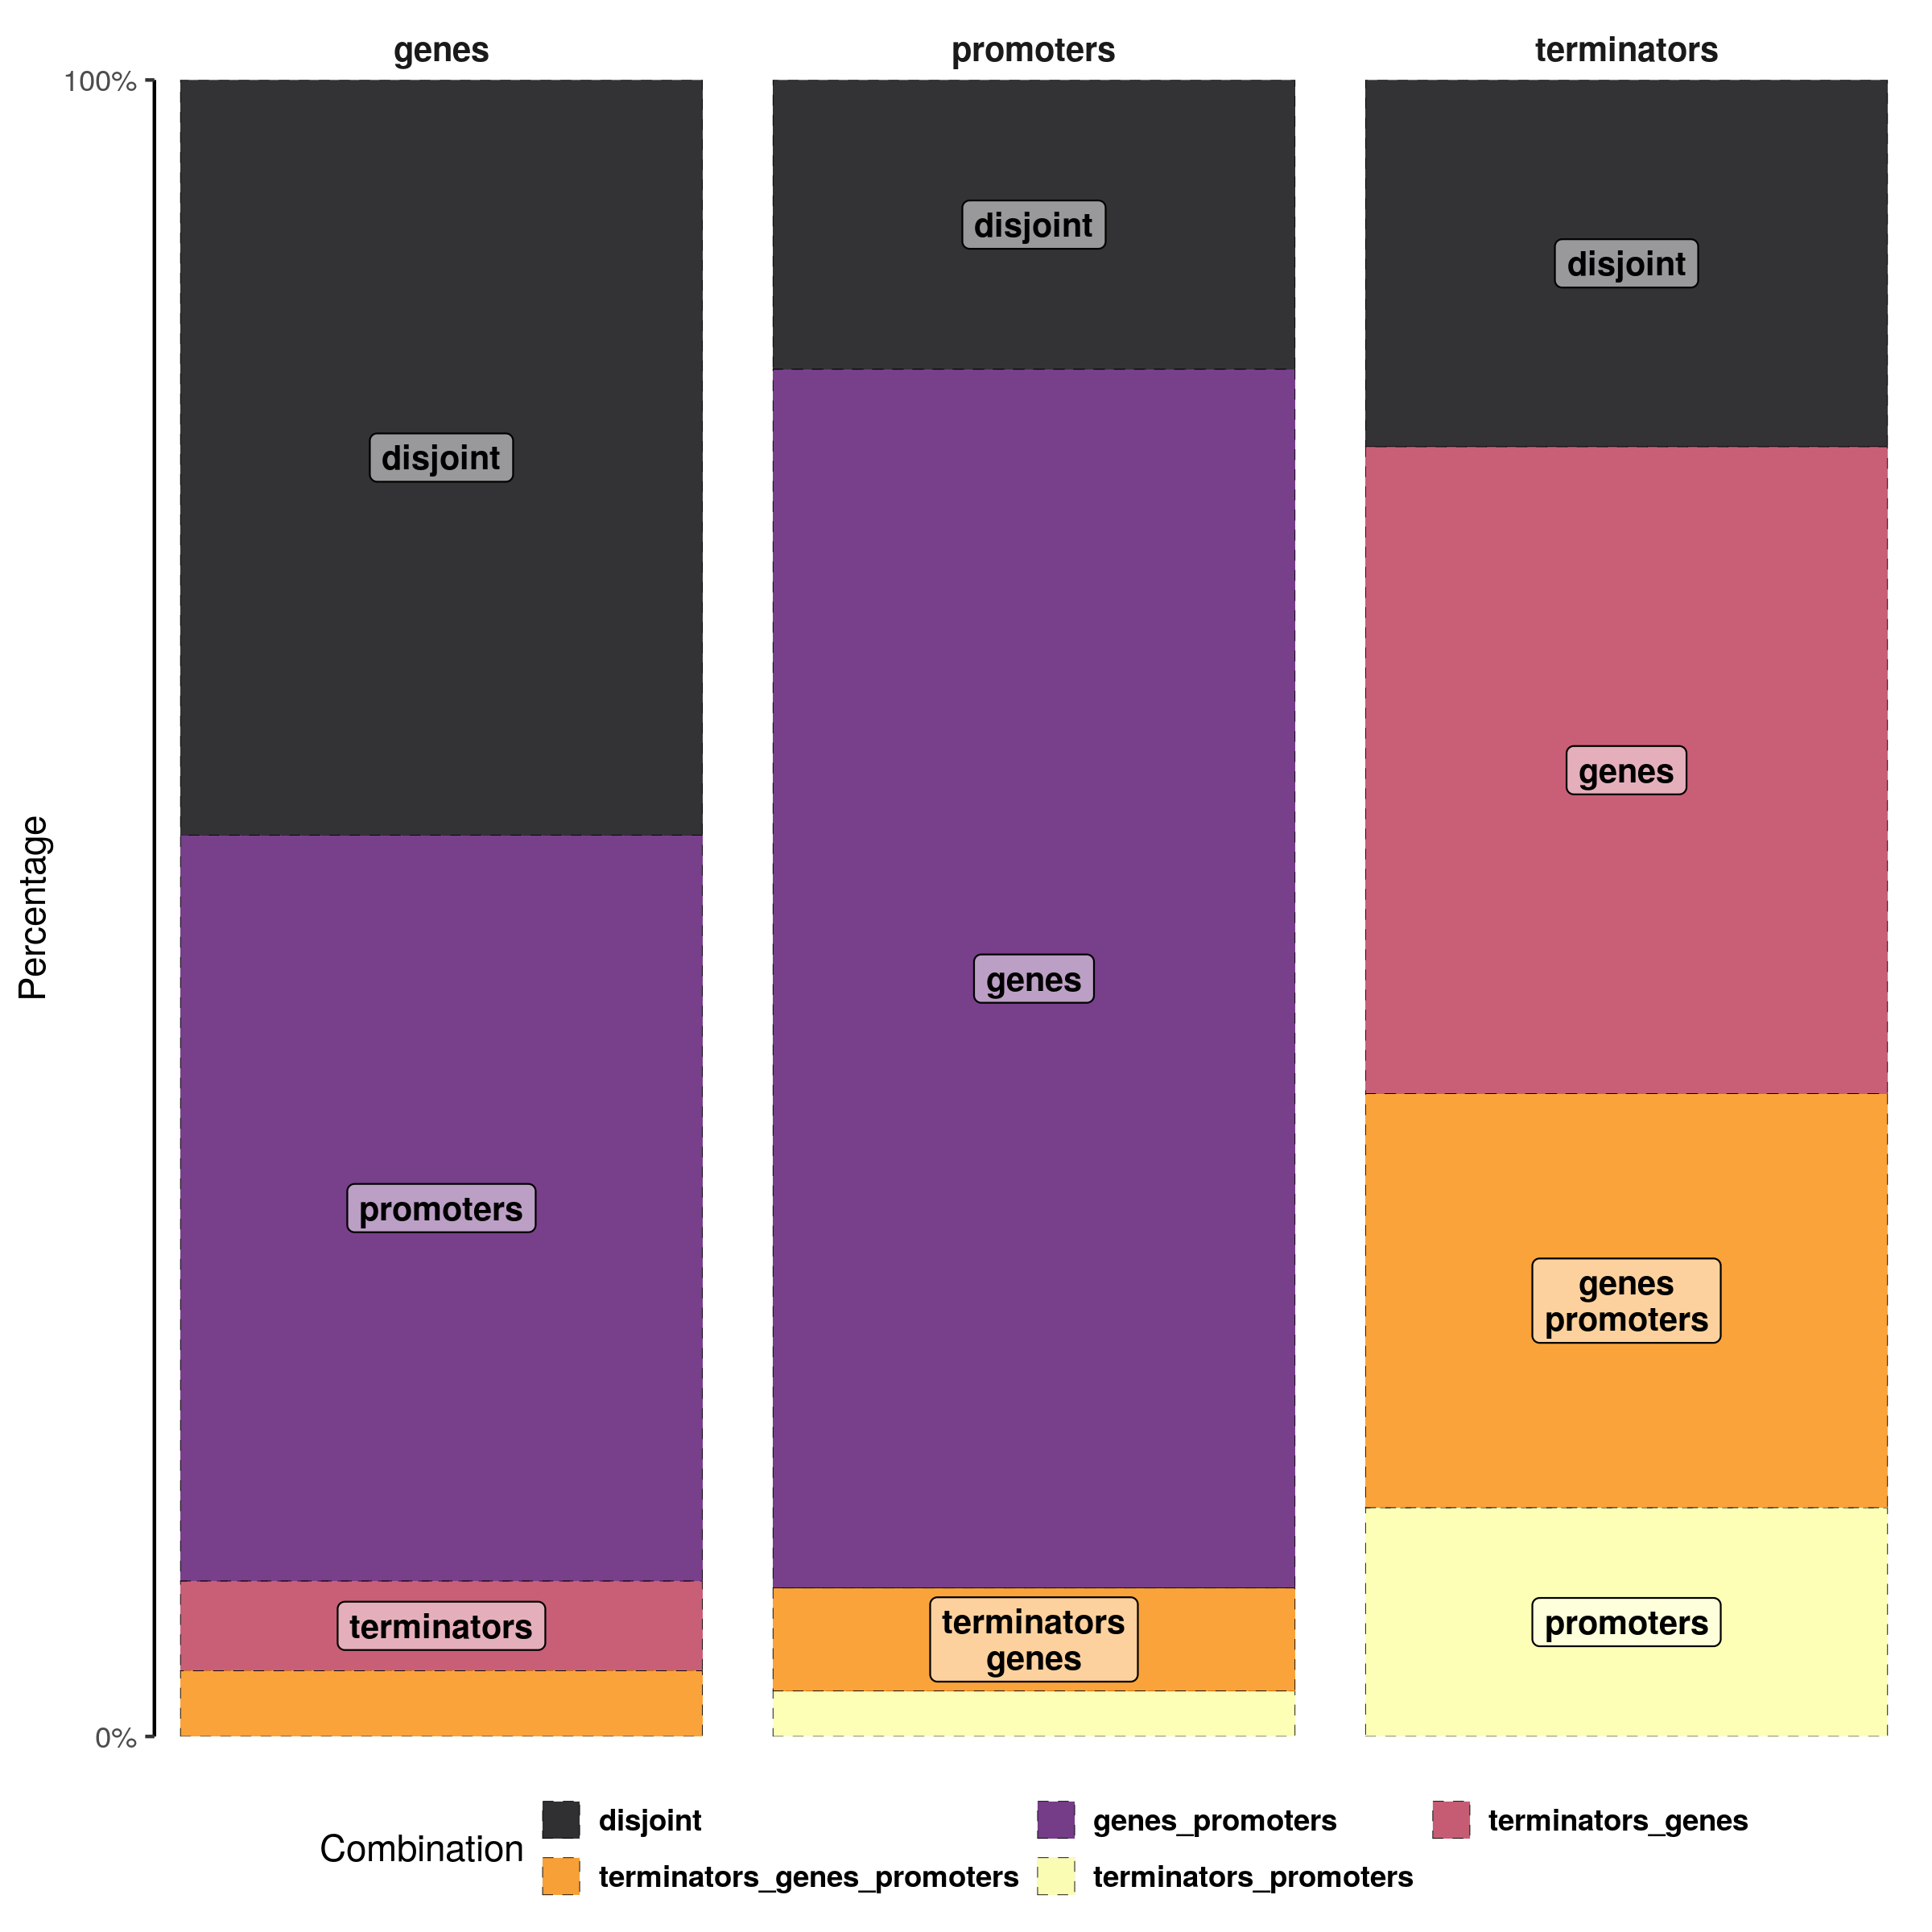 genes
promoters
terminators
100%
disjoint
disjoint
disjoint
genes
genes
promoters
genes
promoters
terminators
terminators
genes
promoters
0%
Percentage
Combination
disjoint
genes_promoters
terminators_genes
terminators_genes_promoters
terminators_promoters